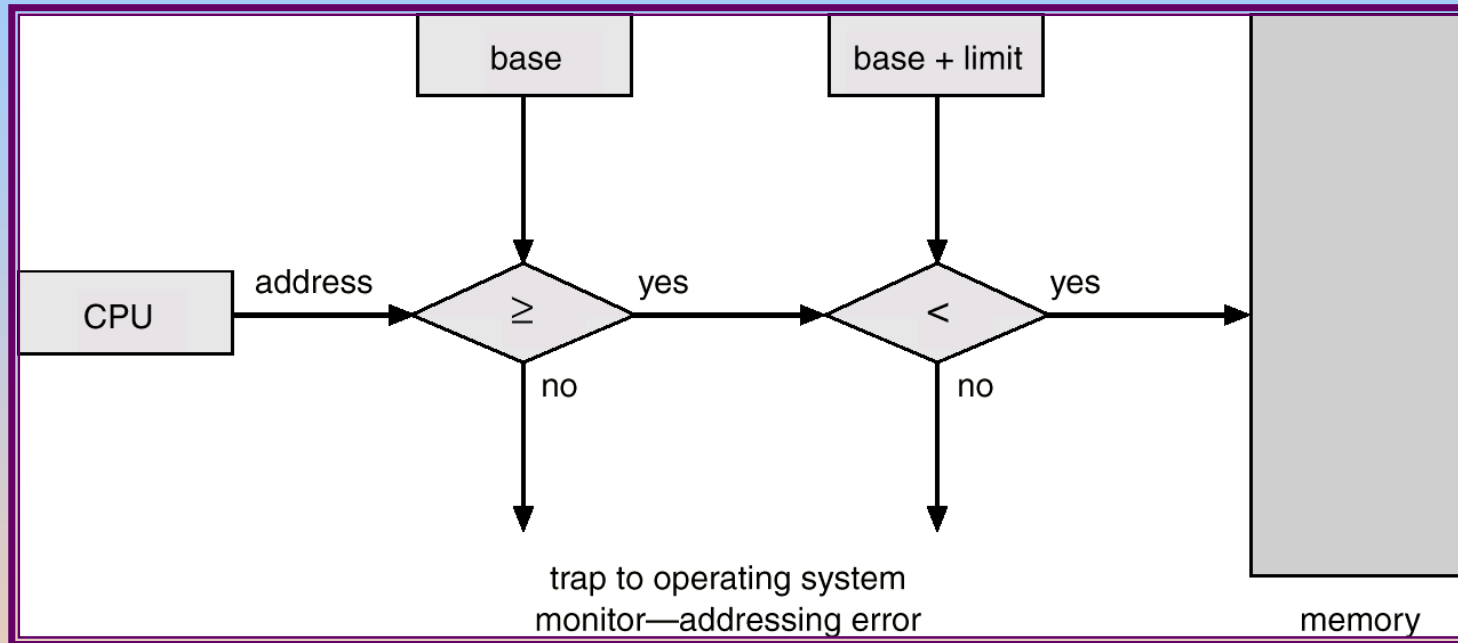 base
base + limit
CPU
address
≥
yes
<
yes
no
no
trap to operating system
monitor—addressing error
memory